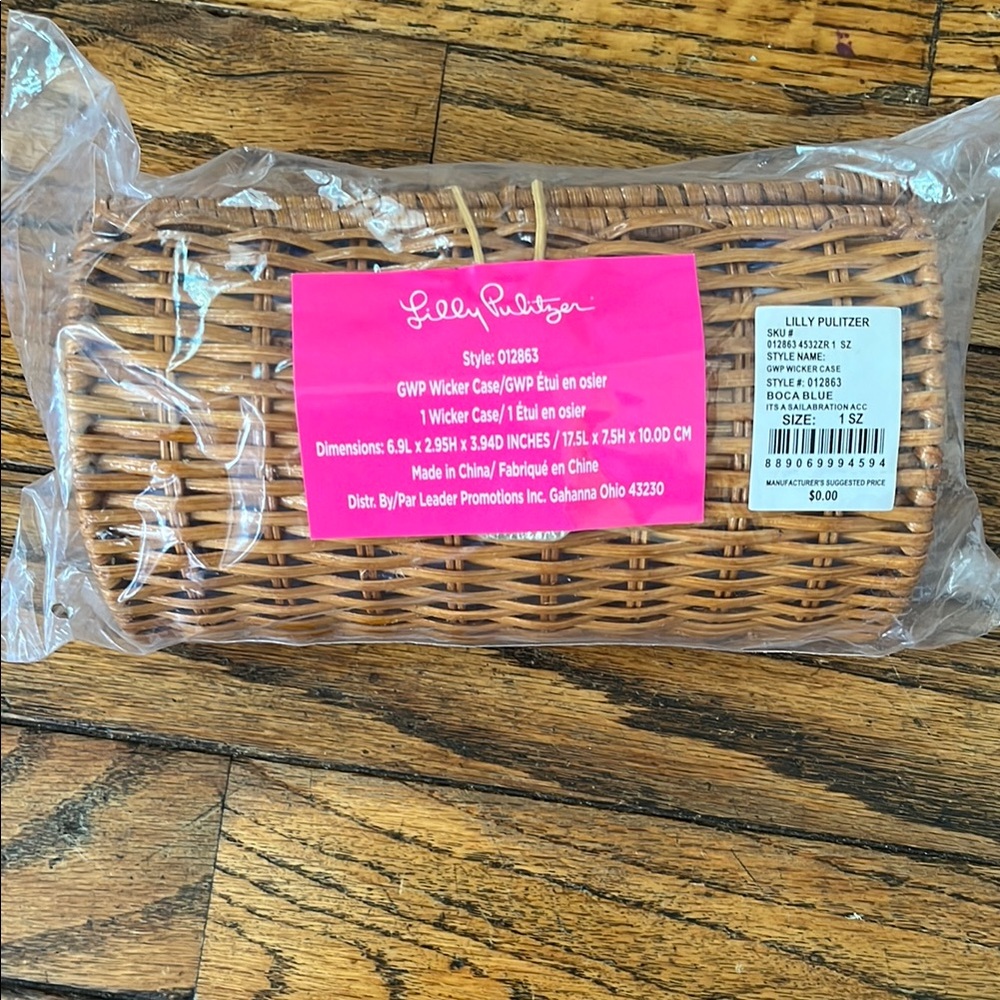 Lilly Pulitzer
Style: 012863
GWP Wicker Case/GWP Étui en osier
1 Wicker Case/ 1 Étui en osier
Dimensions: 6.9L x 2.95H x 3.94D INCHES / 17.5L x 7.5H x 10.0D CM
Made in China/ Fabriqué en Chine
Distr. By/Par Leader Promotions Inc. Gahanna Ohio 43230
LILLY PULITZER
SKU #
012863 4532ZR 1 SZ
STYLE NAME:
GWP WICKER CASE
STYLE #: 012863
BOCA BLUE
ITS A SAILABRATION ACC
SIZE: 1 SZ
889069994594
MANUFACTURER'S SUGGESTED PRICE
$0.00